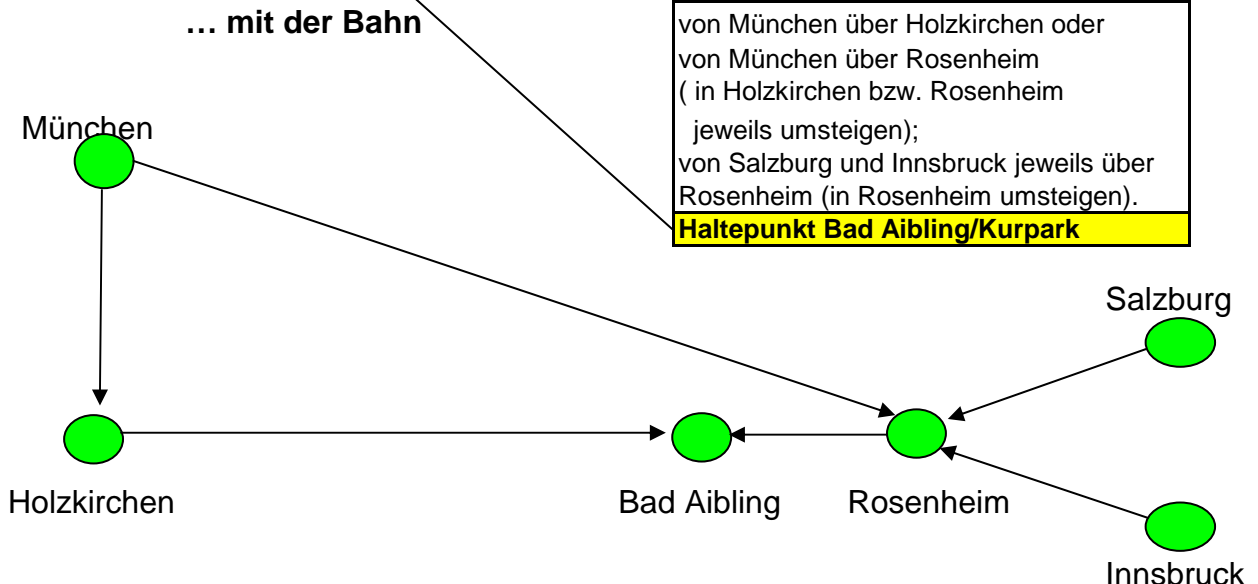 … mit der Bahn
von München über Holzkirchen oder
von München über Rosenheim
( in Holzkirchen bzw. Rosenheim
jeweils umsteigen);
von Salzburg und Innsbruck jeweils über
Rosenheim (in Rosenheim umsteigen).
Haltepunkt Bad Aibling/Kurpark
München
Salzburg
Holzkirchen
Bad Aibling
Rosenheim
Innsbruck